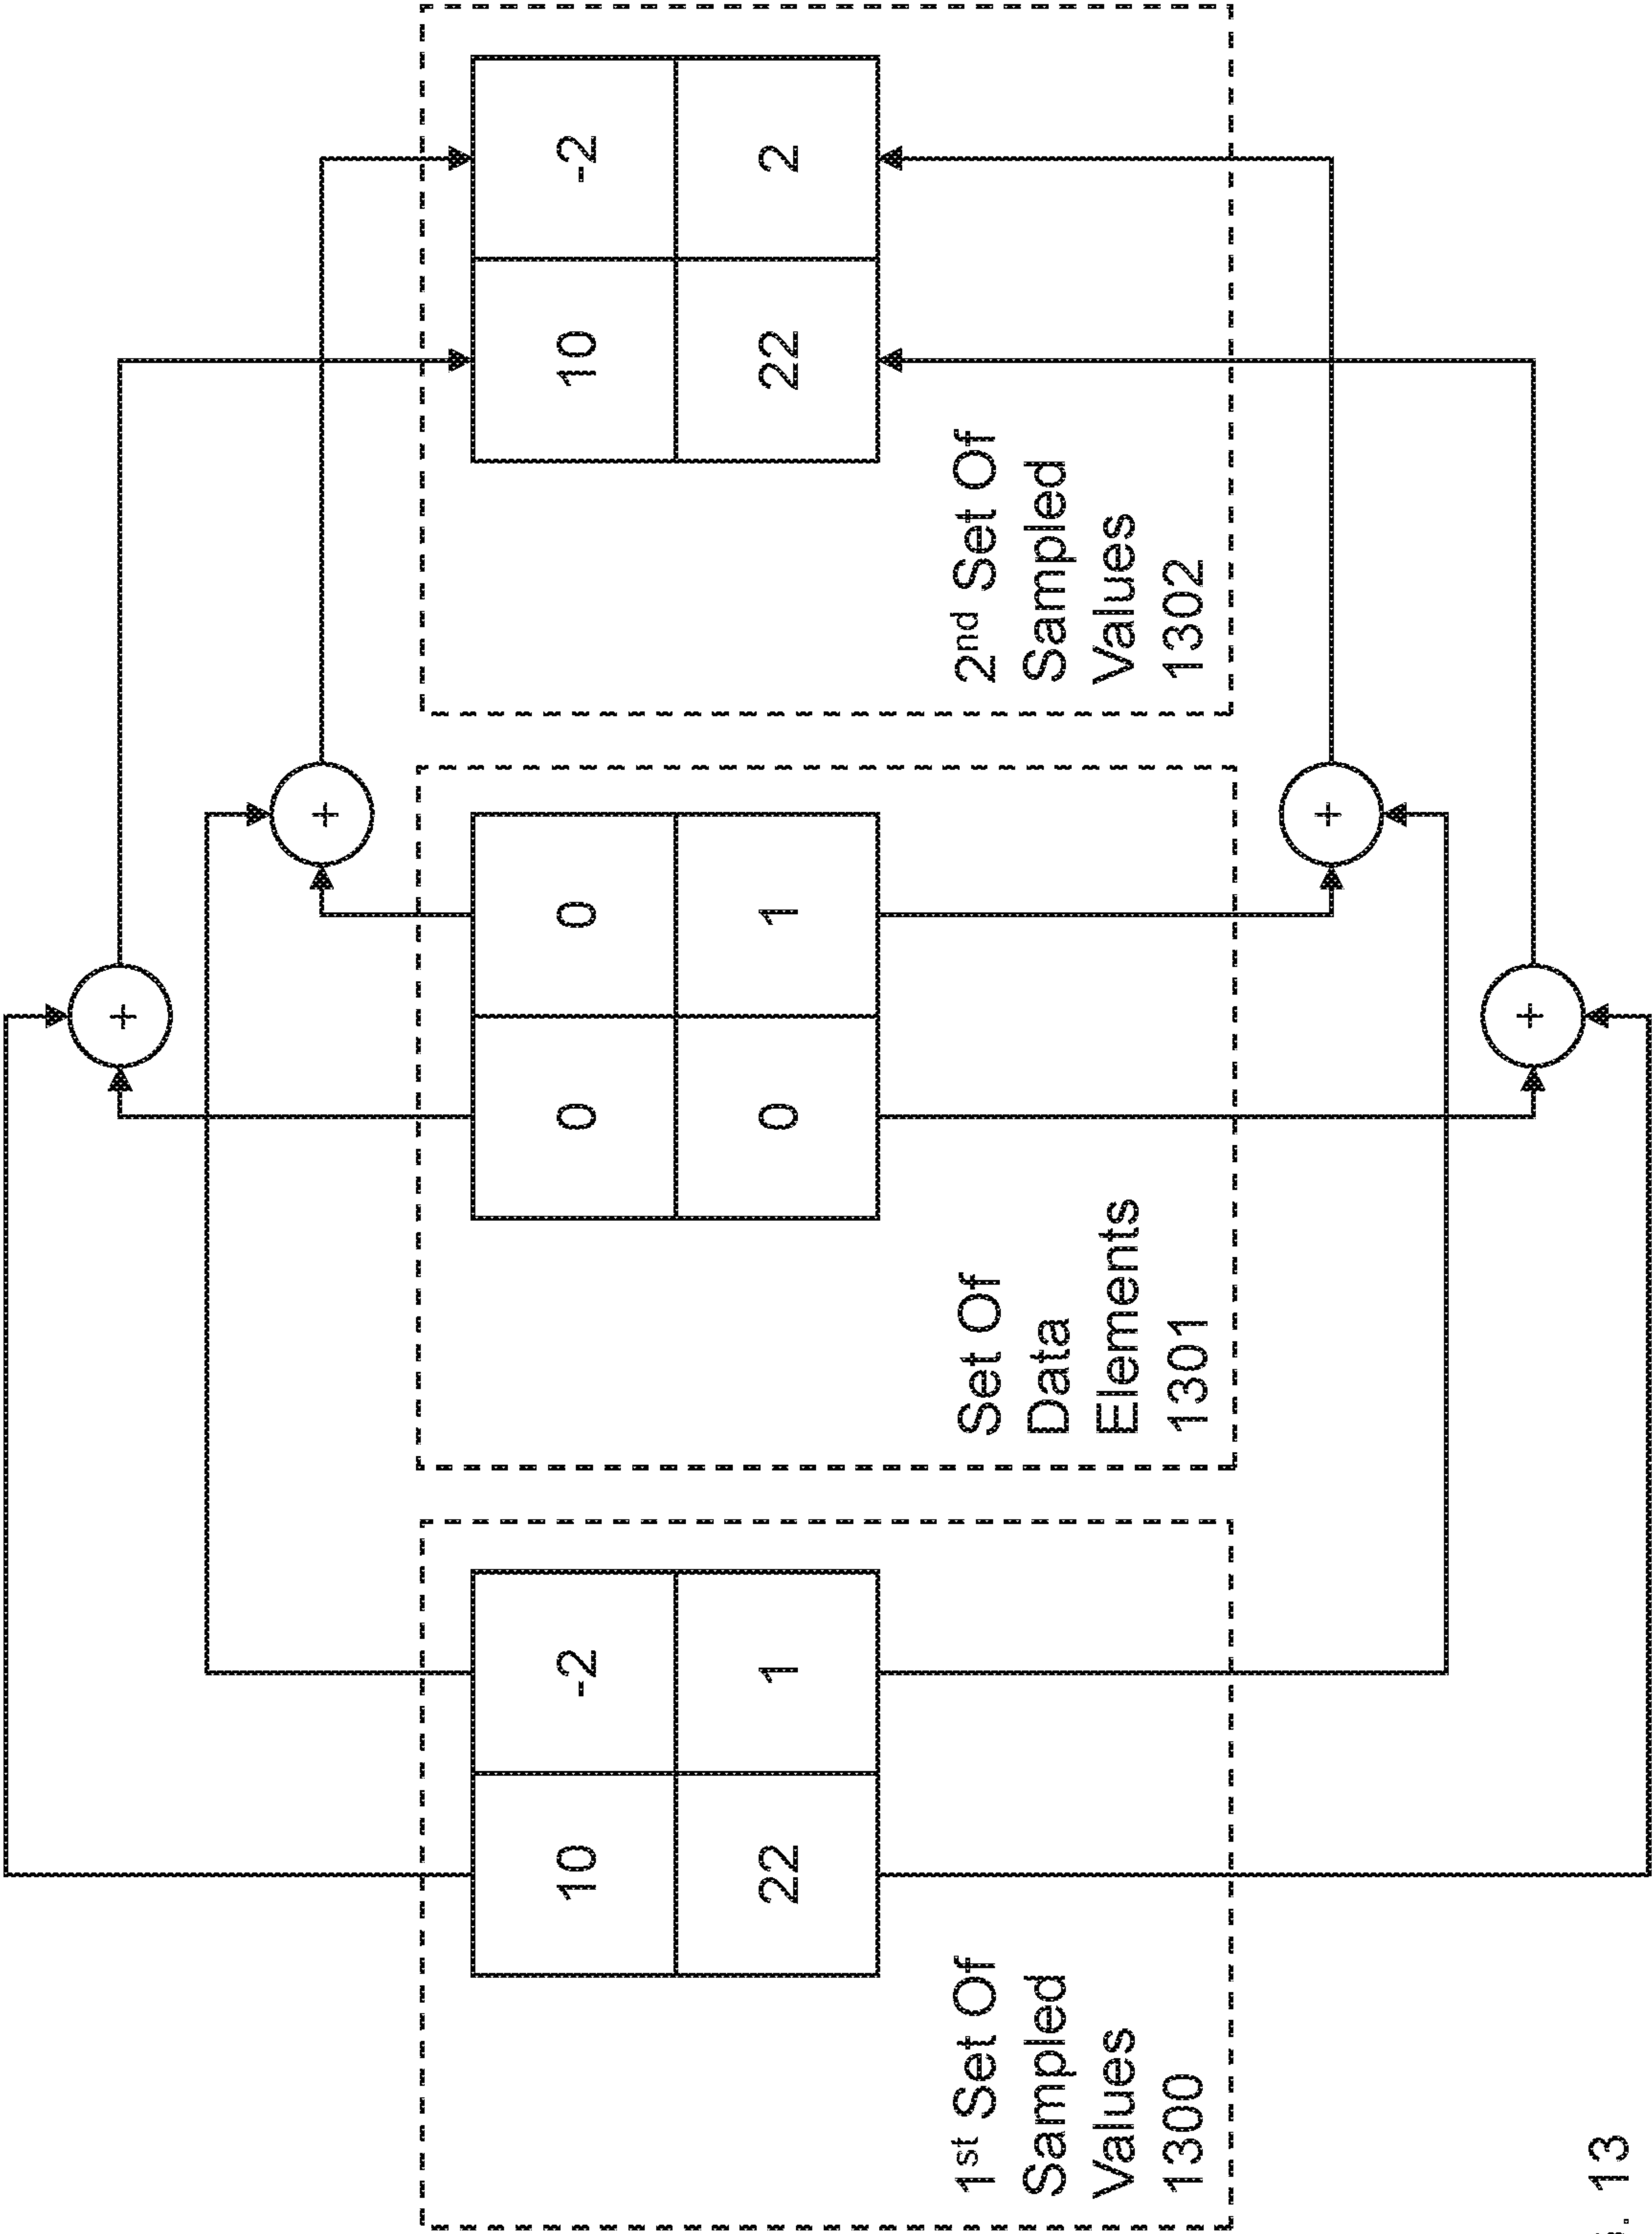 +
+
10 -2
22 1
1st Set Of
Sampled
Values
1300
0 0
0 1
Set Of
Data
Elements
1301
10 -2
22 2
2nd Set Of
Sampled
Values
1302
+
+
13